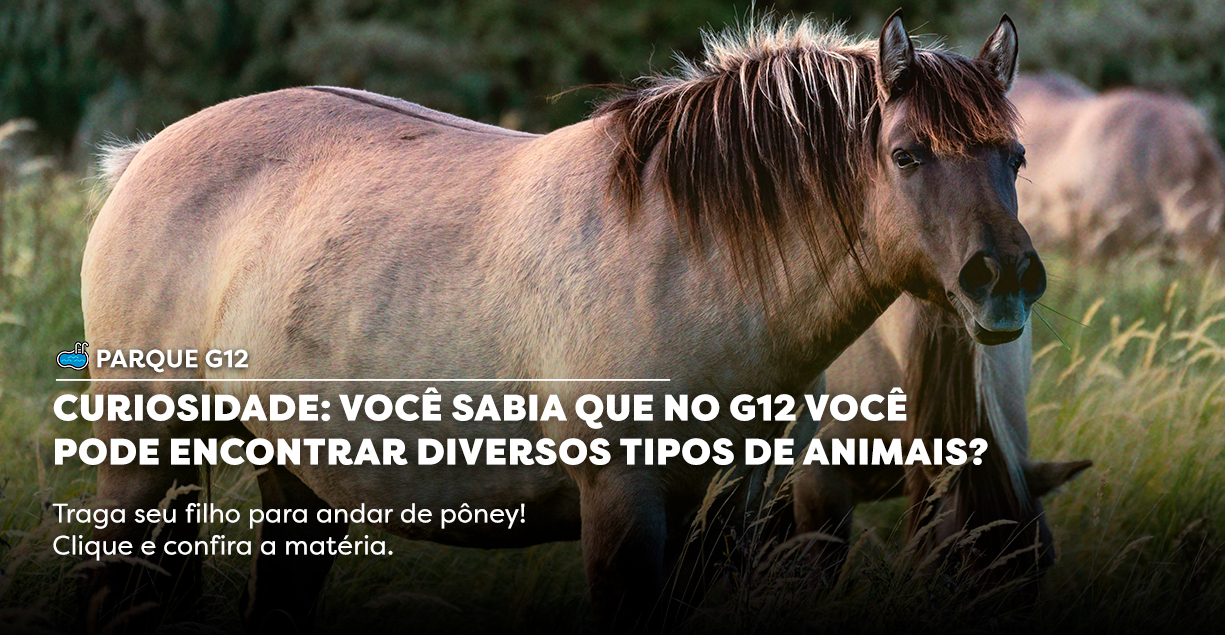 PARQUE G12
CURIOSIDADE: VOCÊ SABIA QUE NO G12 VOCÊ
PODE ENCONTRAR DIVERSOS TIPOS DE ANIMAIS?
Traga seu filho para andar de pôney!
Clique e confira a matéria.